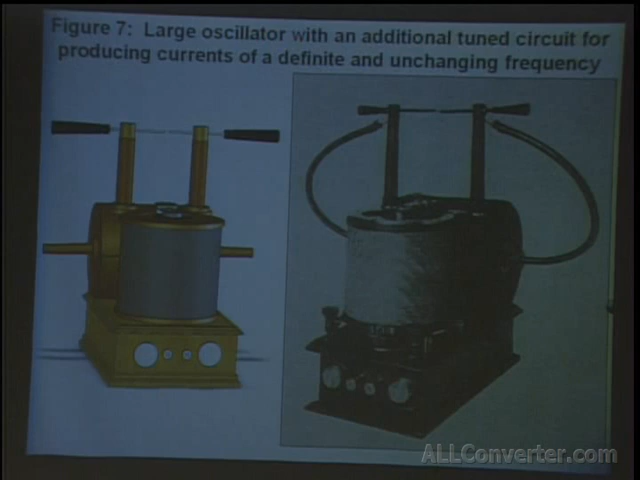 Figure 7: Large oscillator with an additional tuned circuit for
producing currents of a definite and unchanging frequency
ALLConverter.com